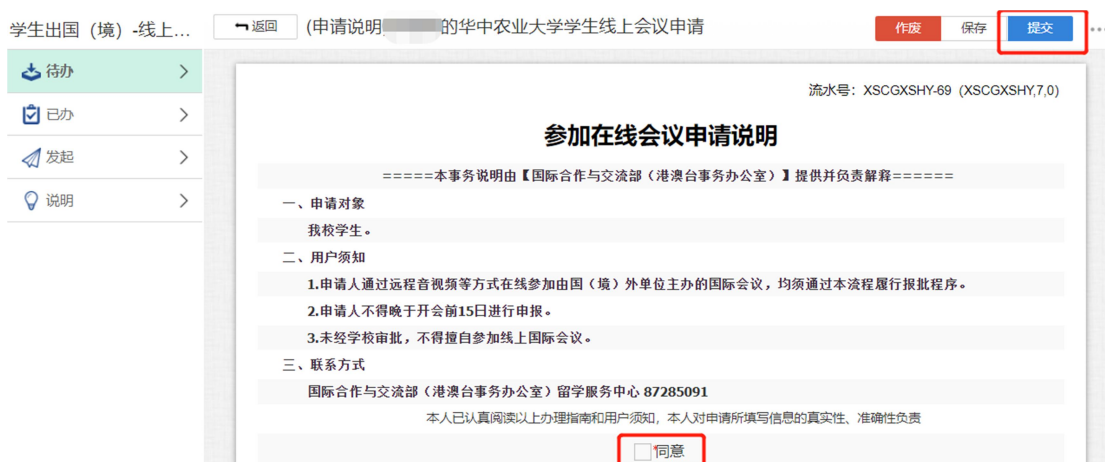 学生出国（境）-线上...
返回
(申请说明
的华中农业大学学生线上会议申请
作废
保存
提交
待办
已办
发起
说明
流水号：XSCGXSHY-69（XSCGXSHY,7,0）
参加在线会议申请说明
=====本事务说明由【国际合作与交流部（港澳台事务办公室）】提供并负责解释======
一、申请对象
我校学生。
二、用户须知
1.申请人通过远程音视频等方式在线参加由国（境）外单位主办的国际会议，均须通过本流程履行报批程序。
2.申请人不得晚于开会前15日进行申报。
3.未经学校审批，不得擅自参加线上国际会议。
三、联系方式
国际合作与交流部（港澳台事务办公室）留学服务中心 87285091
本人已认真阅读以上办理指南和用户须知，本人对申请所填写信息的真实性、准确性负责
*同意